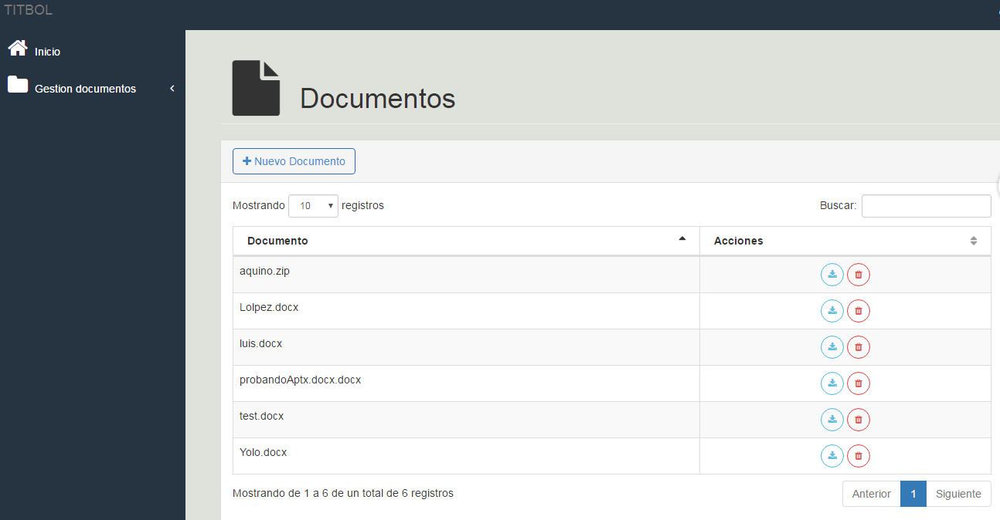 TITBOL
Inicio
Gestion documentos
Documentos
Nuevo Documento
Mostrando 10 registros
Buscar:
Documento Acciones
aquino.zip
Lolpez.docx
luis.docx
probandoAptx.docx.docx
test.docx
Yolo.docx
Mostrando de 1 a 6 de un total de 6 registros
Anterior 1 Siguiente